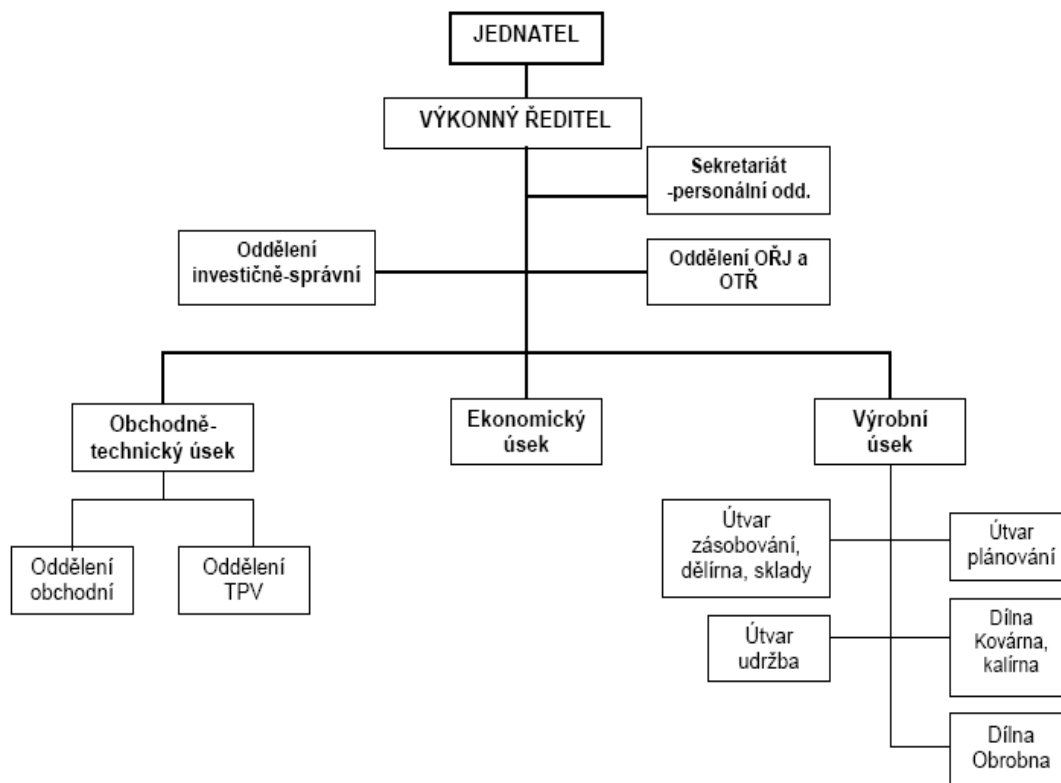 JEDNATEL
VÝKONNÝ ŘEDITEL
Sekretariát
-personální odd.
Oddělení
investičně-správní
Oddělení OŘJ a
OTŘ
Obchodně-
technický úsek
Ekonomický
úsek
Výrobní
úsek
Oddělení
obchodní
Oddělení
TPV
Útvar
zásobování,
dělírna, sklady
Útvar
plánování
Útvar
udržba
Dílna
Kovárna,
kalírna
Dílna
Obrobna